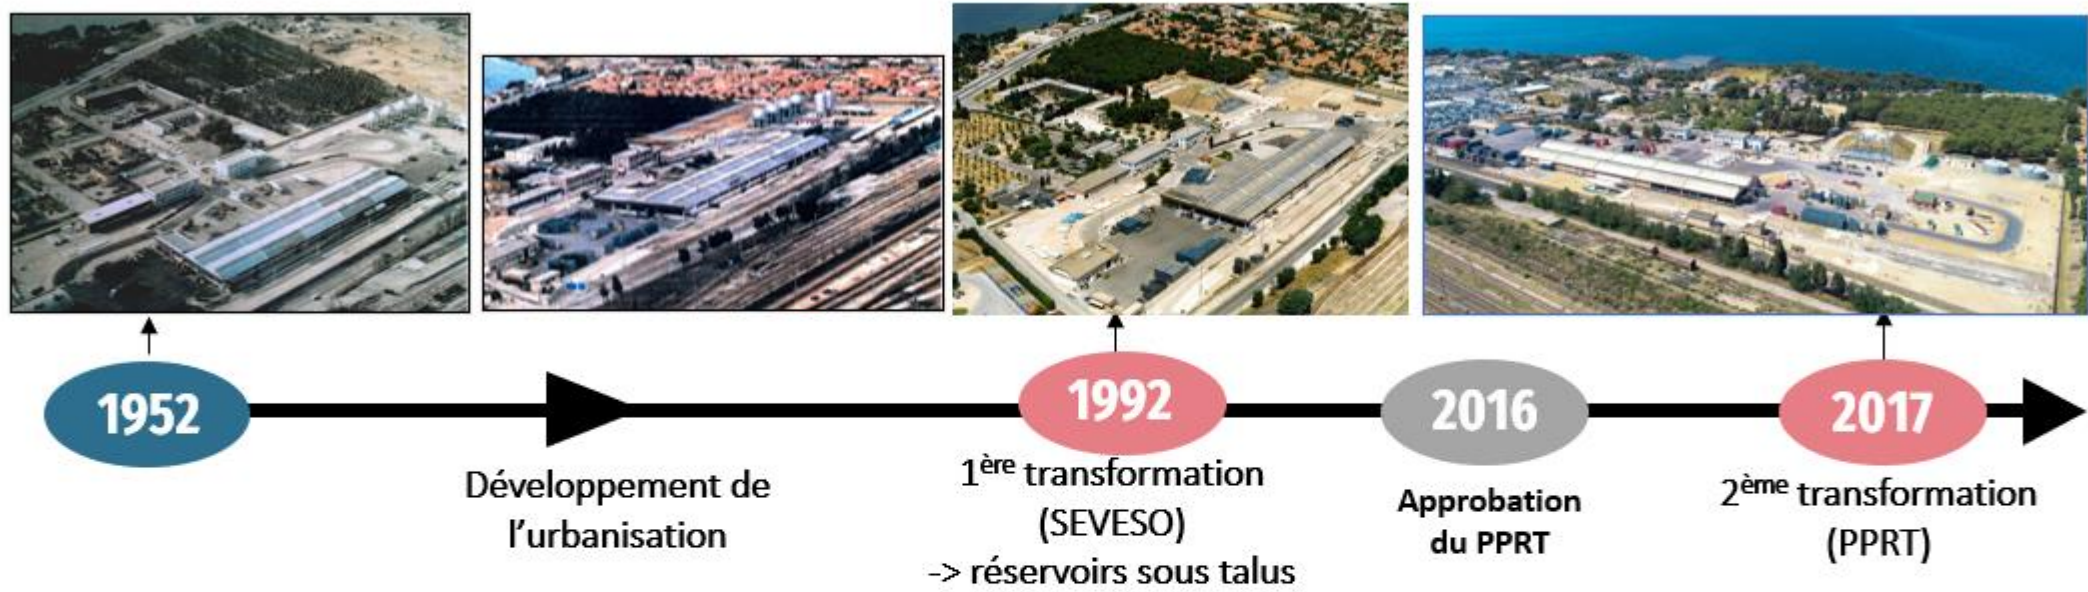 1952
1992
2016
2017
Développement de
l'urbanisation
1ère transformation
(SEVESO)
-> réservoirs sous talus
Approbation
du PPRT
2ème transformation
(PPRT)